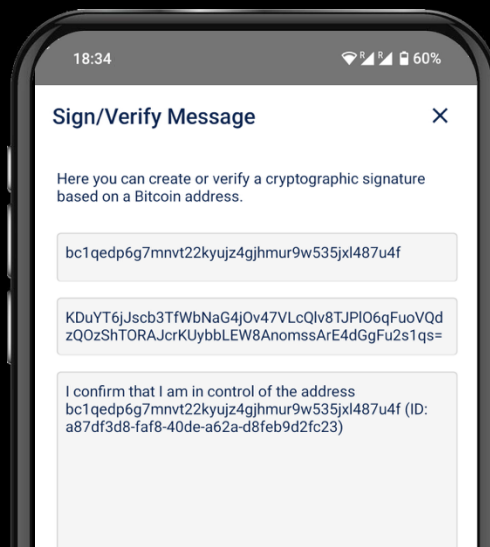 18:34
R R 60%
Sign/Verify Message
Here you can create or verify a cryptographic signature
based on a Bitcoin address.
bc1qedp6g7mnvt22kyujz4gjhmur9w535jxl487u4f
KDuYT6jJscb3TfWbNaG4jOv47VLcQlv8TJPlO6qFuoVQd
zQOzShTORAJcrKUybbLEW8AnomssArE4dGgFu2s1qs=
I confirm that I am in control of the address
bc1qedp6g7mnvt22kyujz4gjhmur9w535jxl487u4f (ID:
a87df3d8-faf8-40de-a62a-d8feb9d2fc23)